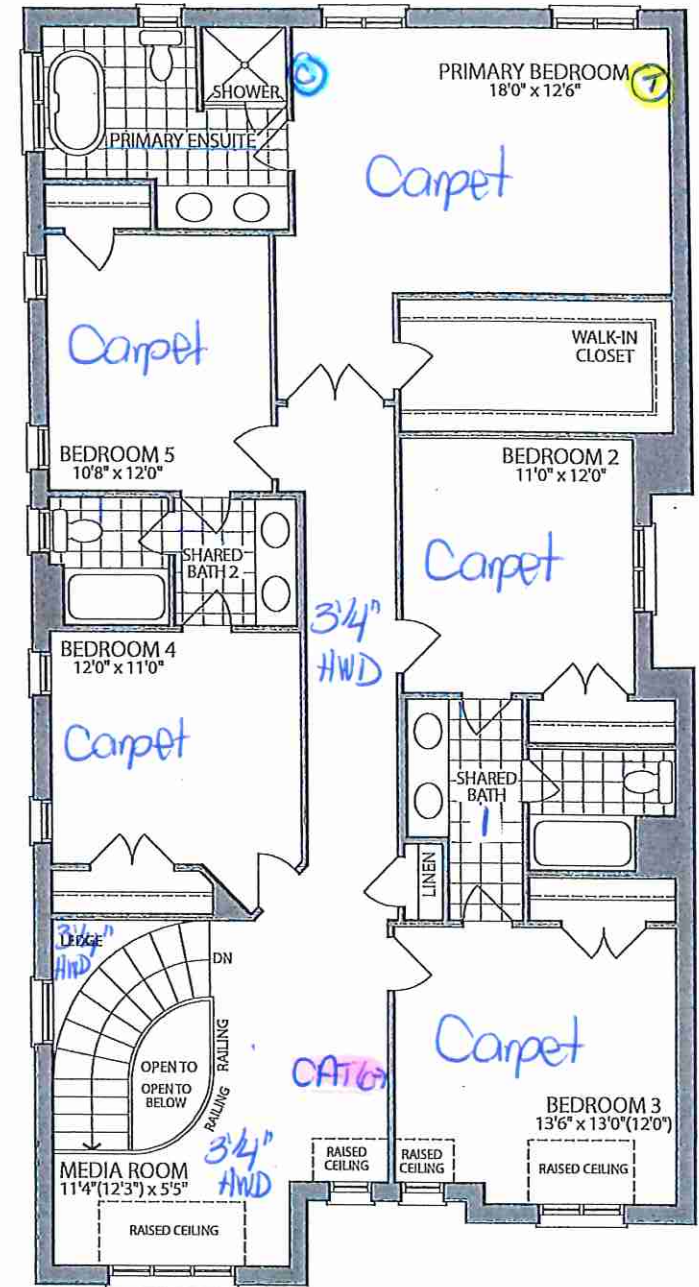 SHOWER
C
PRIMARY BEDROOM
18'0" x 12'6"
T
PRIMARY ENSUITE
Carpet
Carpet
WALK-IN
CLOSET
BEDROOM 5
10'8" x 12'0"
BEDROOM 2
11'0" x 12'0"
SHARED
BATH 2
Carpet
3'/4"
HWD
BEDROOM 4
12'0" x 11'0"
Carpet
SHARED
BATH
1
LINEN
LEDGE
3'/4"
HWD
DN
RAILING
OPEN TO
OPEN TO
BELOW
RAILING
Carpet
CAT
BEDROOM 3
13'6" x 13'0"(12'0")
3'/4"
HWD
MEDIA ROOM
11'4"(12'3") x 5'5"
RAISED
CEILING
RAISED
CEILING
RAISED CEILING
RAISED CEILING